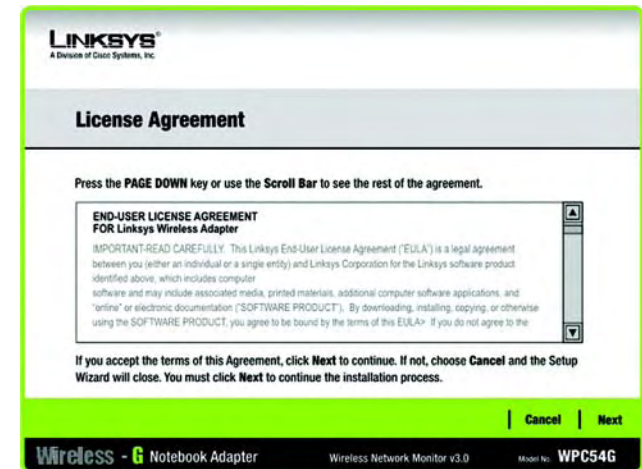 LINKSYS®
A Division of Cisco Systems, Inc.
License Agreement
Press the PAGE DOWN key or use the Scroll Bar to see the rest of the agreement.
END-USER LICENSE AGREEMENT
FOR Linksys Wireless Adapter
IMPORTANT-READ CAREFULLY. This Linksys End-User License Agreement ("EULA") is a legal agreement
between you (either an individual or a single entity) and Linksys Corporation for the Linksys software product
identified above, which includes computer
software and may include associated media, printed materials, additional computer software applications, and
"online" or electronic documentation ("SOFTWARE PRODUCT"). By downloading, installing, copying, or otherwise
using the SOFTWARE PRODUCT, you agree to be bound by the terms of this EULA> If you do not agree to the
If you accept the terms of this Agreement, click Next to continue. If not, choose Cancel and the Setup
Wizard will close. You must click Next to continue the installation process.
Cancel Next
Wireless - G Notebook Adapter Wireless Network Monitor v3.0 Model No. WPC54G